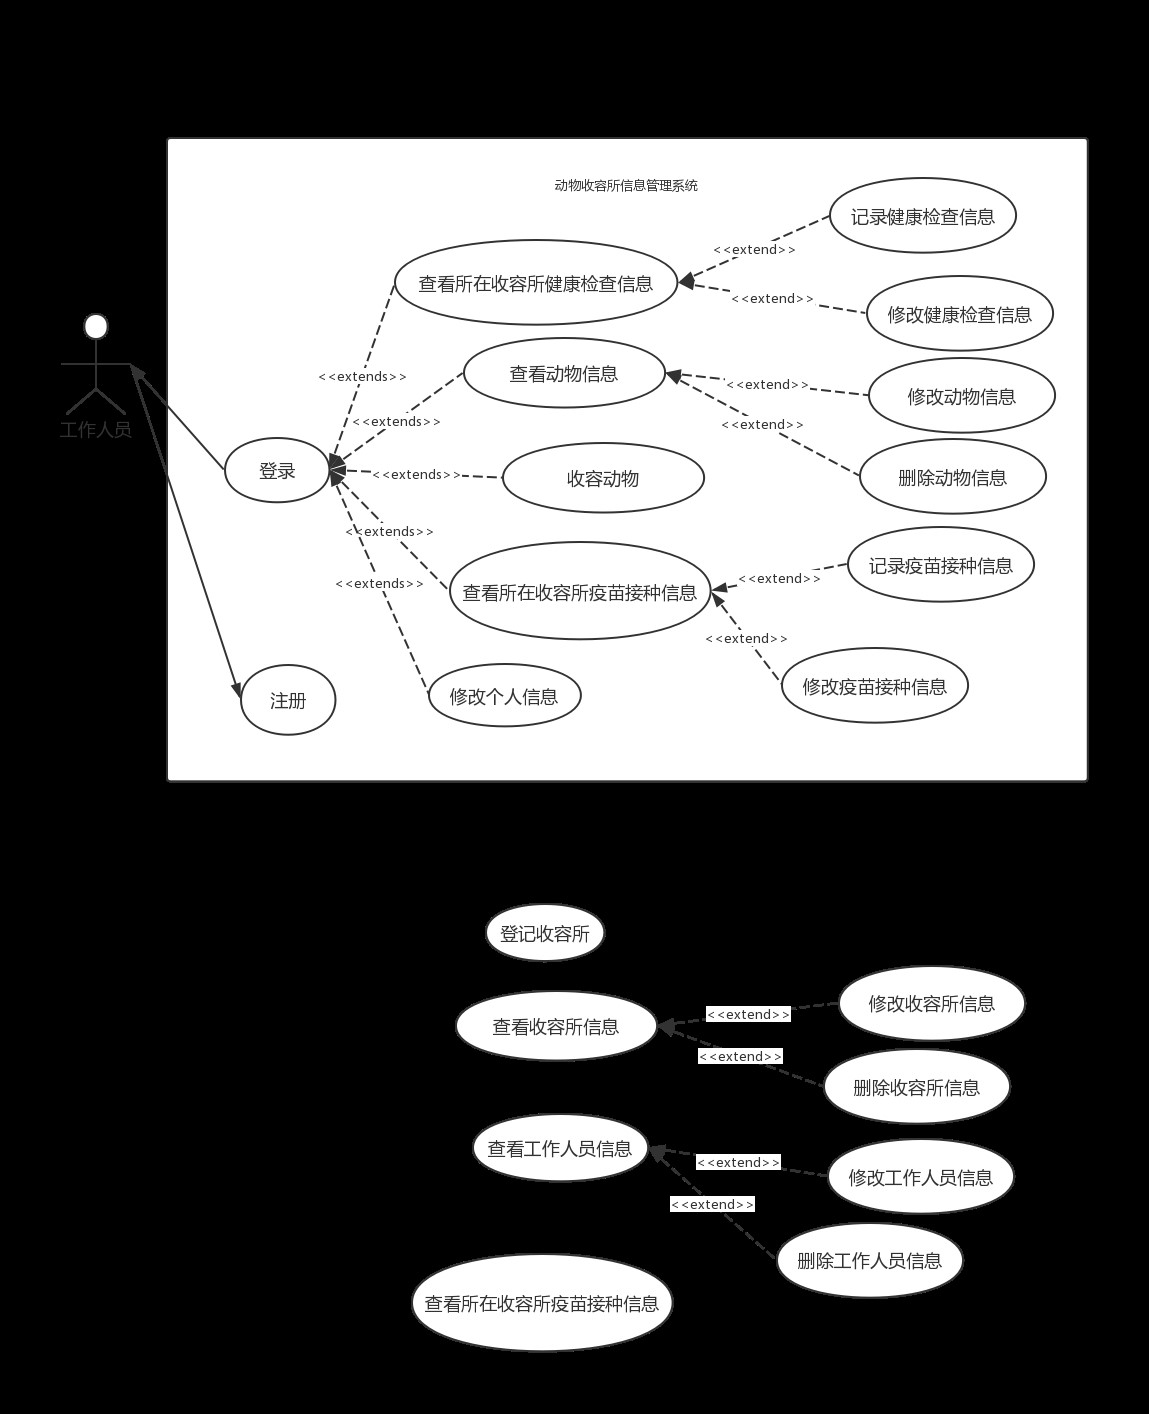 动物收容所信息管理系统
记录健康检查信息
<<extend>>
查看所在收容所健康检查信息
<<extend>>
修改健康检查信息
<<extends>>
查看动物信息
<<extend>>
修改动物信息
<<extends>>
<<extend>>
工作人员
登录
<<extends>>
收容动物
删除动物信息
<<extends>>
记录疫苗接种信息
<<extends>>
查看所在收容所疫苗接种信息
<<extend>>
<<extend>>
注册
修改个人信息
修改疫苗接种信息
登记收容所
修改收容所信息
<<extend>>
查看收容所信息
<<extend>>
删除收容所信息
查看工作人员信息
<<extend>>
修改工作人员信息
<<extend>>
删除工作人员信息
查看所在收容所疫苗接种信息